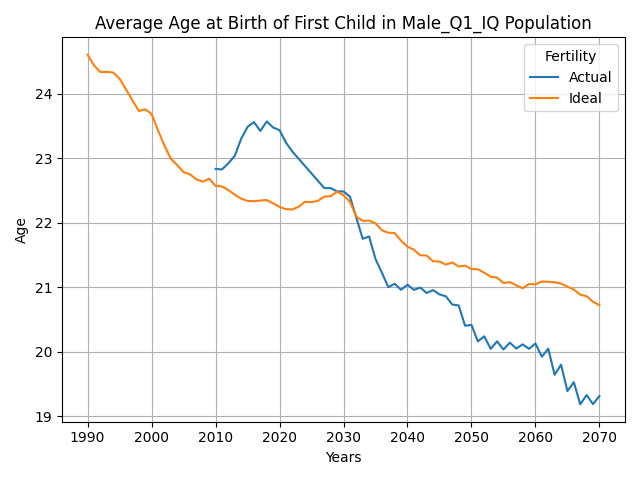 Average Age at Birth of First Child in Male_Q1_IQ Population
Fertility
Actual
Ideal
Age
24
23
22
21
20
19
1990
2000
2010
2020
2030
2040
2050
2060
2070
Years